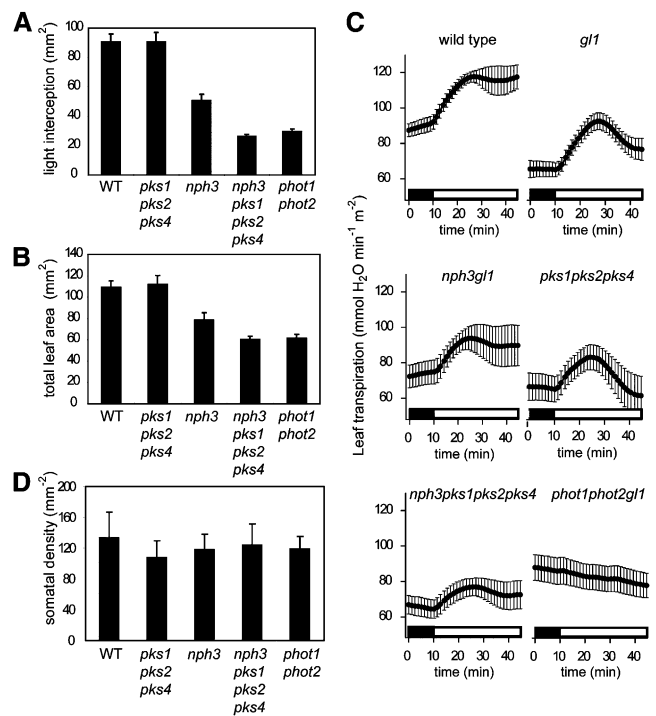 A
light interception (mm2)
100
80
60
40
20
0
WT
pks1
pks2
pks4
nph3
nph3
pks1
pks2
pks4
phot1
phot2
B
total leaf area (mm2)
140
120
100
80
60
40
20
0
WT
pks1
pks2
pks4
nph3
nph3
pks1
pks2
pks4
phot1
phot2
D
somatal density (mm-2)
200
160
120
80
40
0
WT
pks1
pks2
pks4
nph3
nph3
pks1
pks2
pks4
phot1
phot2
C
Leaf transpiration (mmol H2O min-1 m-2)
wild type
gl1
120
100
80
60
0 10 20 30 40
time (min)
0 10 20 30 40
time (min)
nph3gl1
pks1pks2pks4
120
100
80
60
0 10 20 30 40
time (min)
0 10 20 30 40
time (min)
nph3pks1pks2pks4
phot1phot2gl1
120
100
80
60
0 10 20 30 40
time (min)
0 10 20 30 40
time (min)